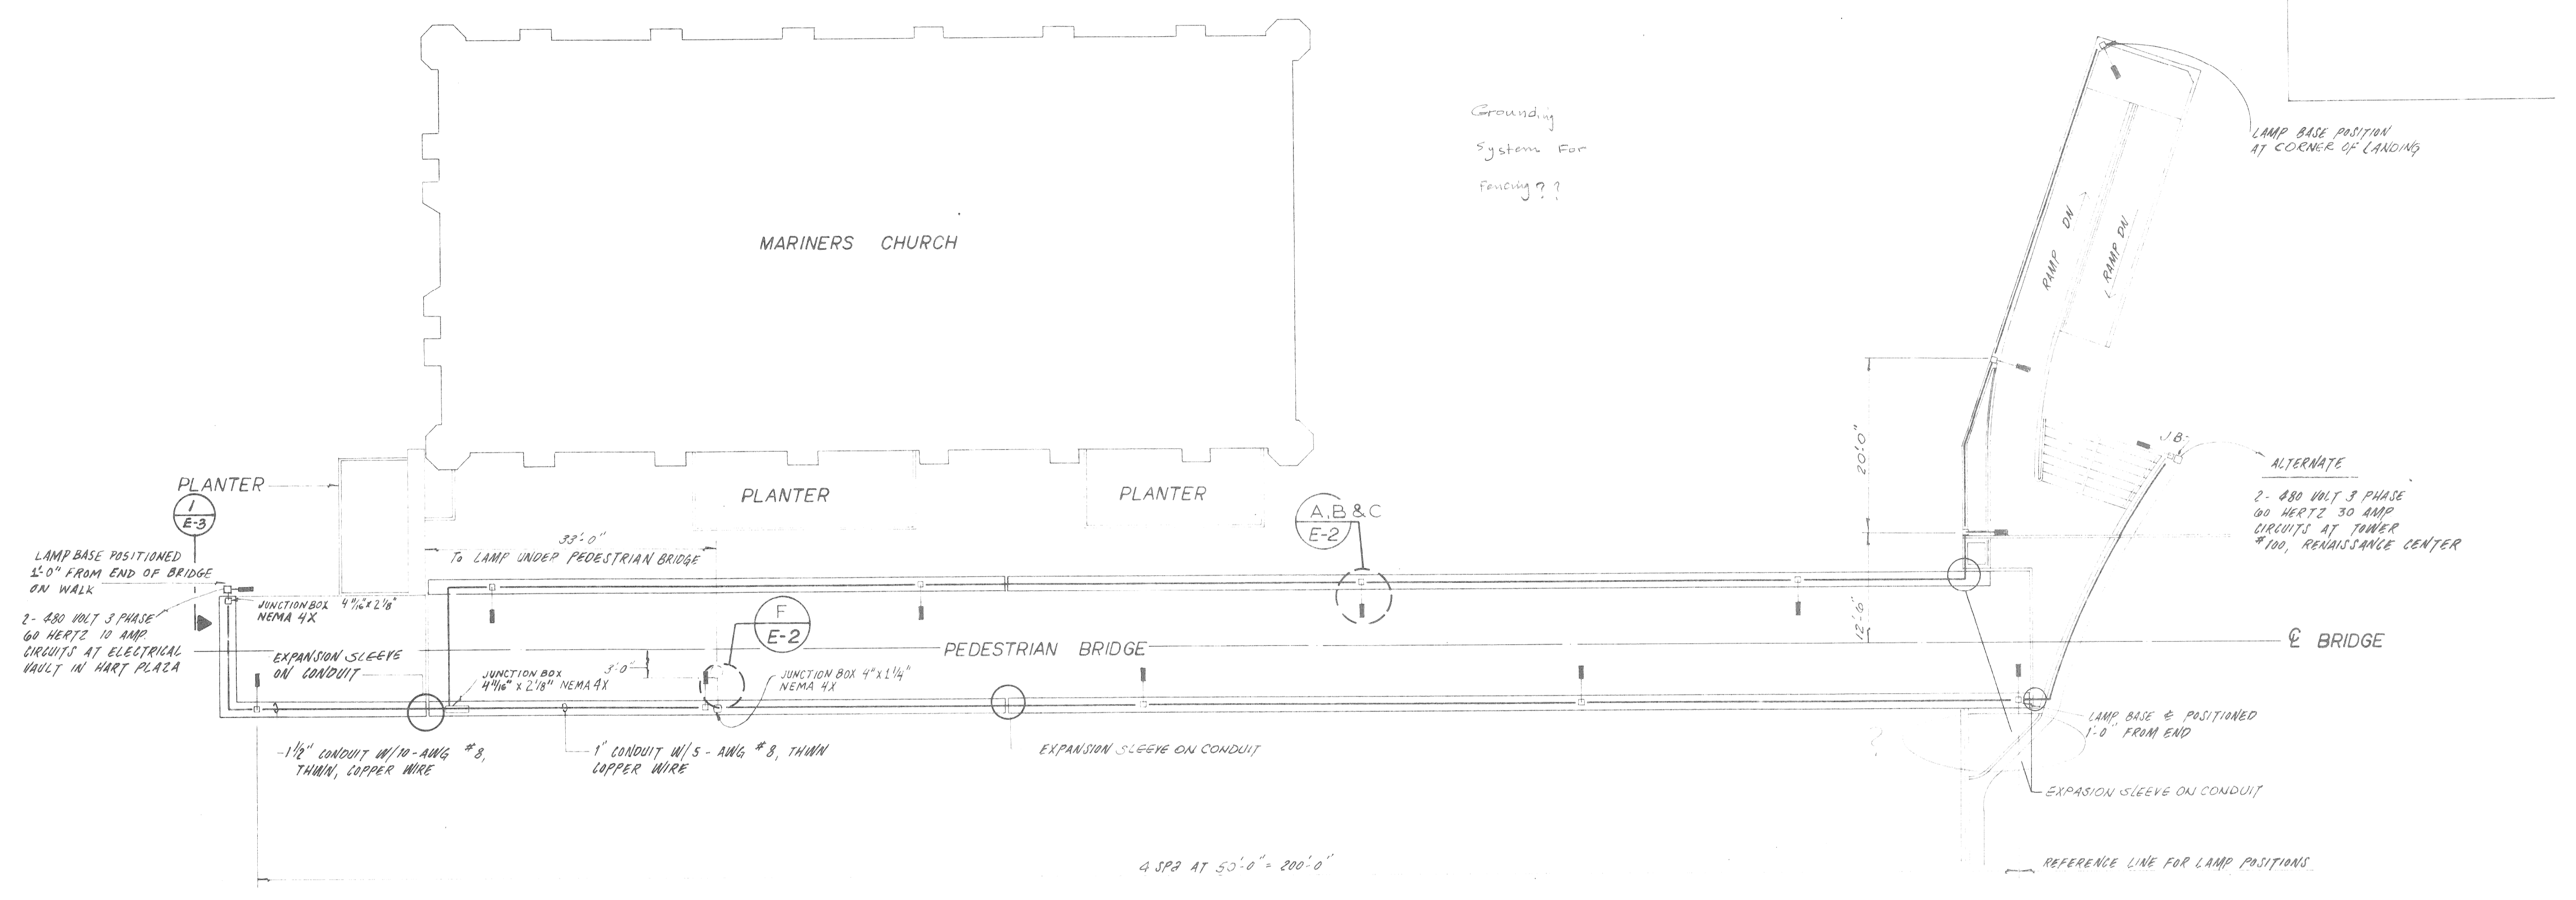 Grounding
System For
Fencing ? ?
LAMP BASE POSITION
AT CORNER OF LANDING
MARINERS CHURCH
RAMP DN
RAMP DN
20'-0"
J.B.
ALTERNATE
2- 480 VOLT 3 PHASE
60 HERTZ 30 AMP
CIRCUITS AT TOWER
#100, RENAISSANCE CENTER
PLANTER
1
E-3
PLANTER
PLANTER
A, B & C
E-2
33'-0"
TO LAMP UNDER PEDESTRIAN BRIDGE
LAMP BASE POSITIONED
1'-0" FROM END OF BRIDGE
ON WALK
2- 480 VOLT 3 PHASE
60 HERTZ 10 AMP.
CIRCUITS AT ELECTRICAL
VAULT IN HART PLAZA
JUNCTION BOX 4 11/16" X 2 1/8"
NEMA 4X
F
E-2
12'-6"
EXPANSION SLEEVE
ON CONDUIT
PEDESTRIAN BRIDGE
℄ BRIDGE
3'-0"
JUNCTION BOX
4 11/16" X 2 1/8" NEMA 4X
JUNCTION BOX 4" X 1 1/4"
NEMA 4X
1 1/2" CONDUIT W/10-AWG #8,
THWN, COPPER WIRE
1" CONDUIT W/5 - AWG #8, THWN
COPPER WIRE
EXPANSION SLEEVE ON CONDUIT
?
LAMP BASE ℄ POSITIONED
1'-0" FROM END
EXPASION SLEEVE ON CONDUIT
4 SPA AT 50'-0" = 200'-0"
REFERENCE LINE FOR LAMP POSITIONS